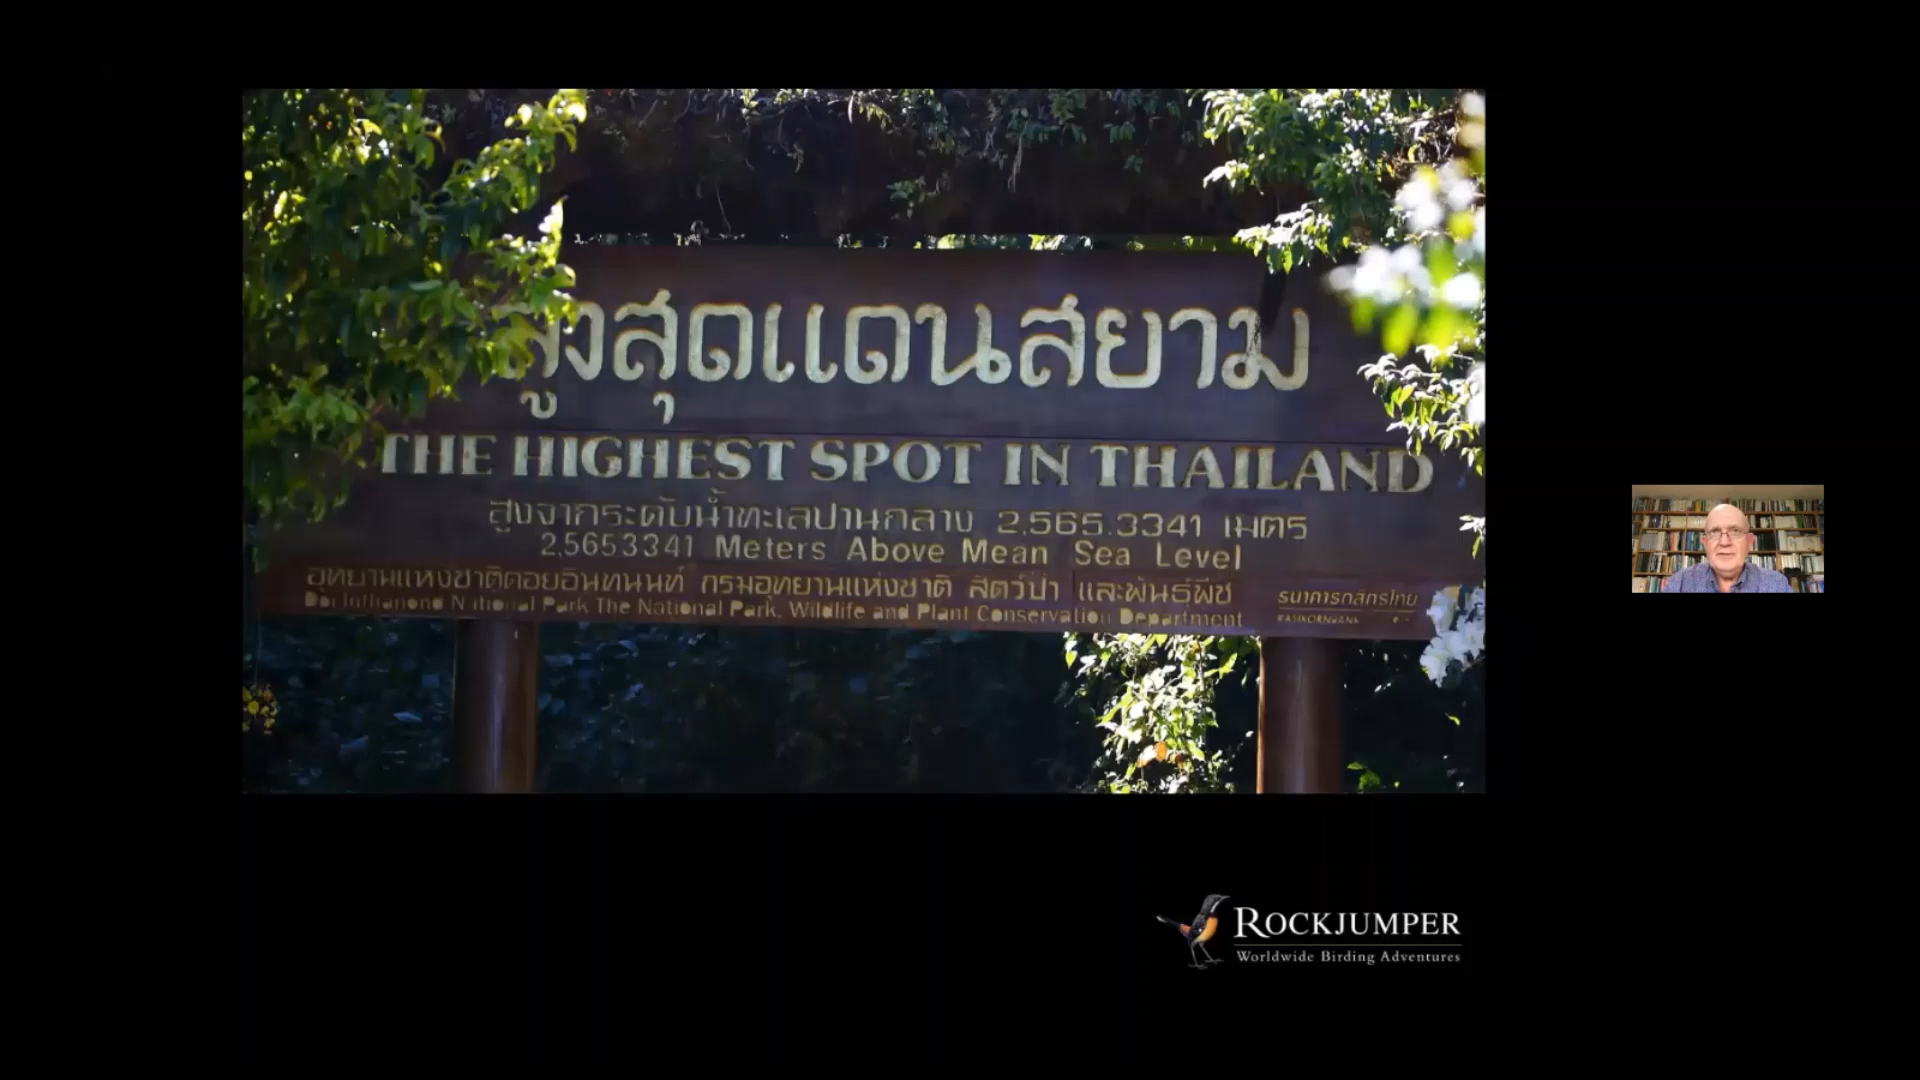 สูงสุดแดนสยาม
THE HIGHEST SPOT IN THAILAND
สูงจากระดับน้ำทะเลปานกลาง 2,565.3341 เมตร
2,5653341 Meters Above Mean Sea Level
อุทยานแห่งชาติดอยอินทนนท์ กรมอุทยานแห่งชาติ สัตว์ป่า และพันธุ์พืช
Doi Inthanond National Park The National Park, Wildlife and Plant Conservation Department
ธนาคารกสิกรไทย
ROCKJUMPER
Worldwide Birding Adventures